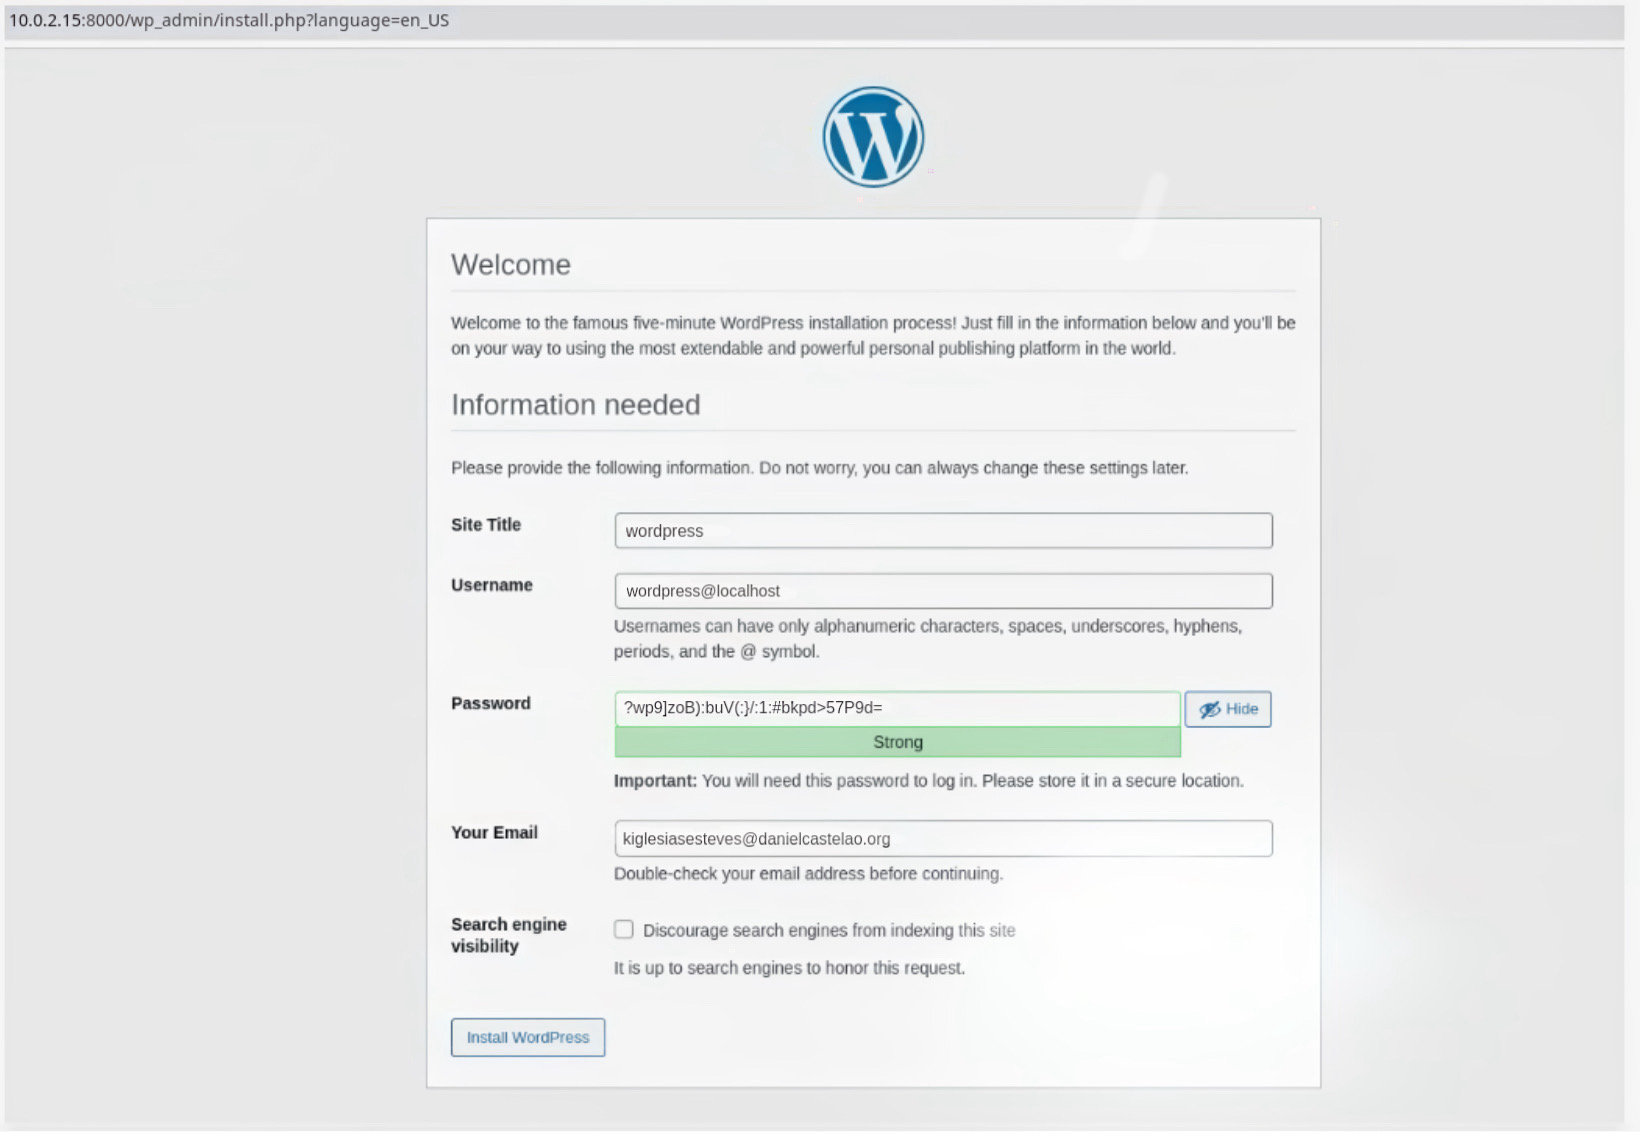 10.0.2.15:8000/wp_admin/install.php?language=en_US
Welcome
Welcome to the famous five-minute WordPress installation process! Just fill in the information below and you'll be
on your way to using the most extendable and powerful personal publishing platform in the world.
Information needed
Please provide the following information. Do not worry, you can always change these settings later.
Site Title
wordpress
Username
wordpress@localhost
Usernames can have only alphanumeric characters, spaces, underscores, hyphens,
periods, and the @ symbol.
Password
?wp9]zoB):buV(:}/:1:#bkpd>57P9d=
Hide
Strong
Important: You will need this password to log in. Please store it in a secure location.
Your Email
kiglesiasesteves@danielcastelao.org
Double-check your email address before continuing.
Search engine
visibility
Discourage search engines from indexing this site
It is up to search engines to honor this request.
Install WordPress